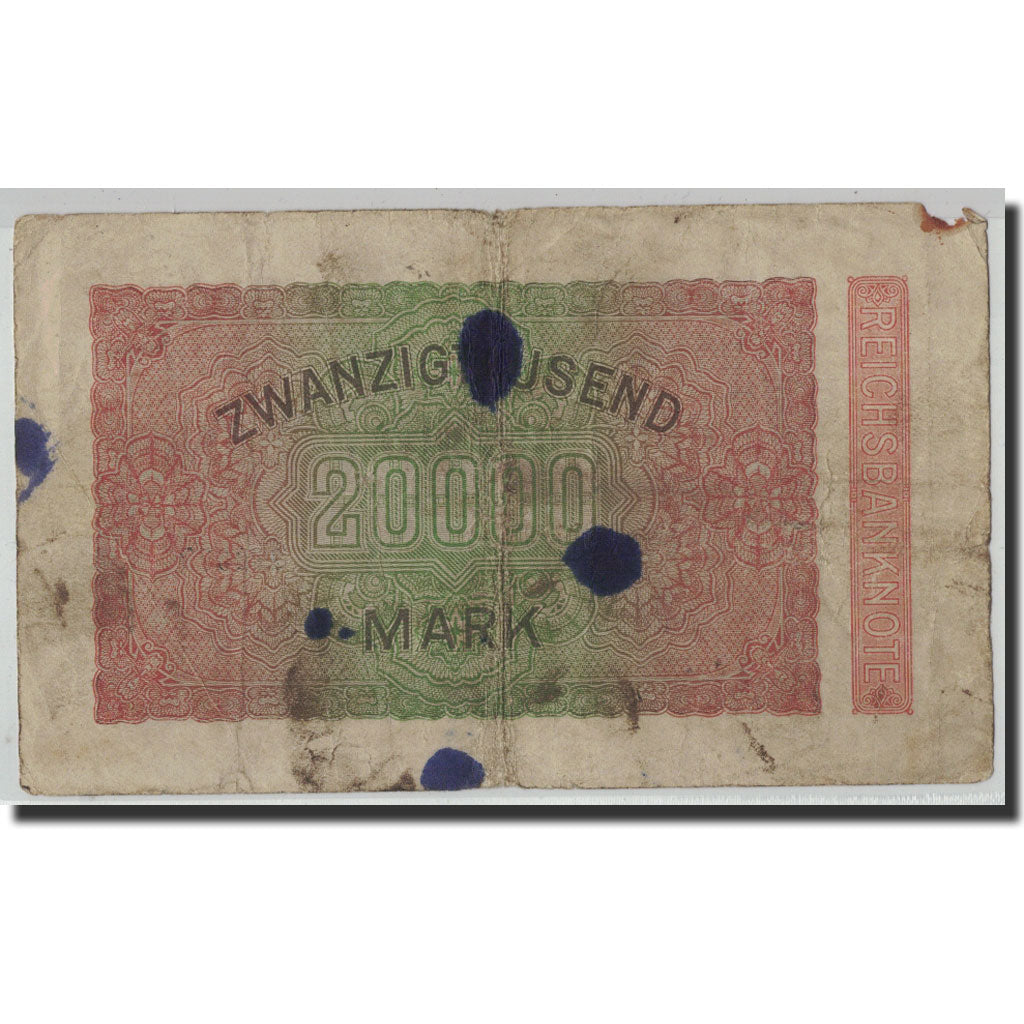 ZWANZIGTAUSEND
20000
MARK
REICHSBANKNOTE